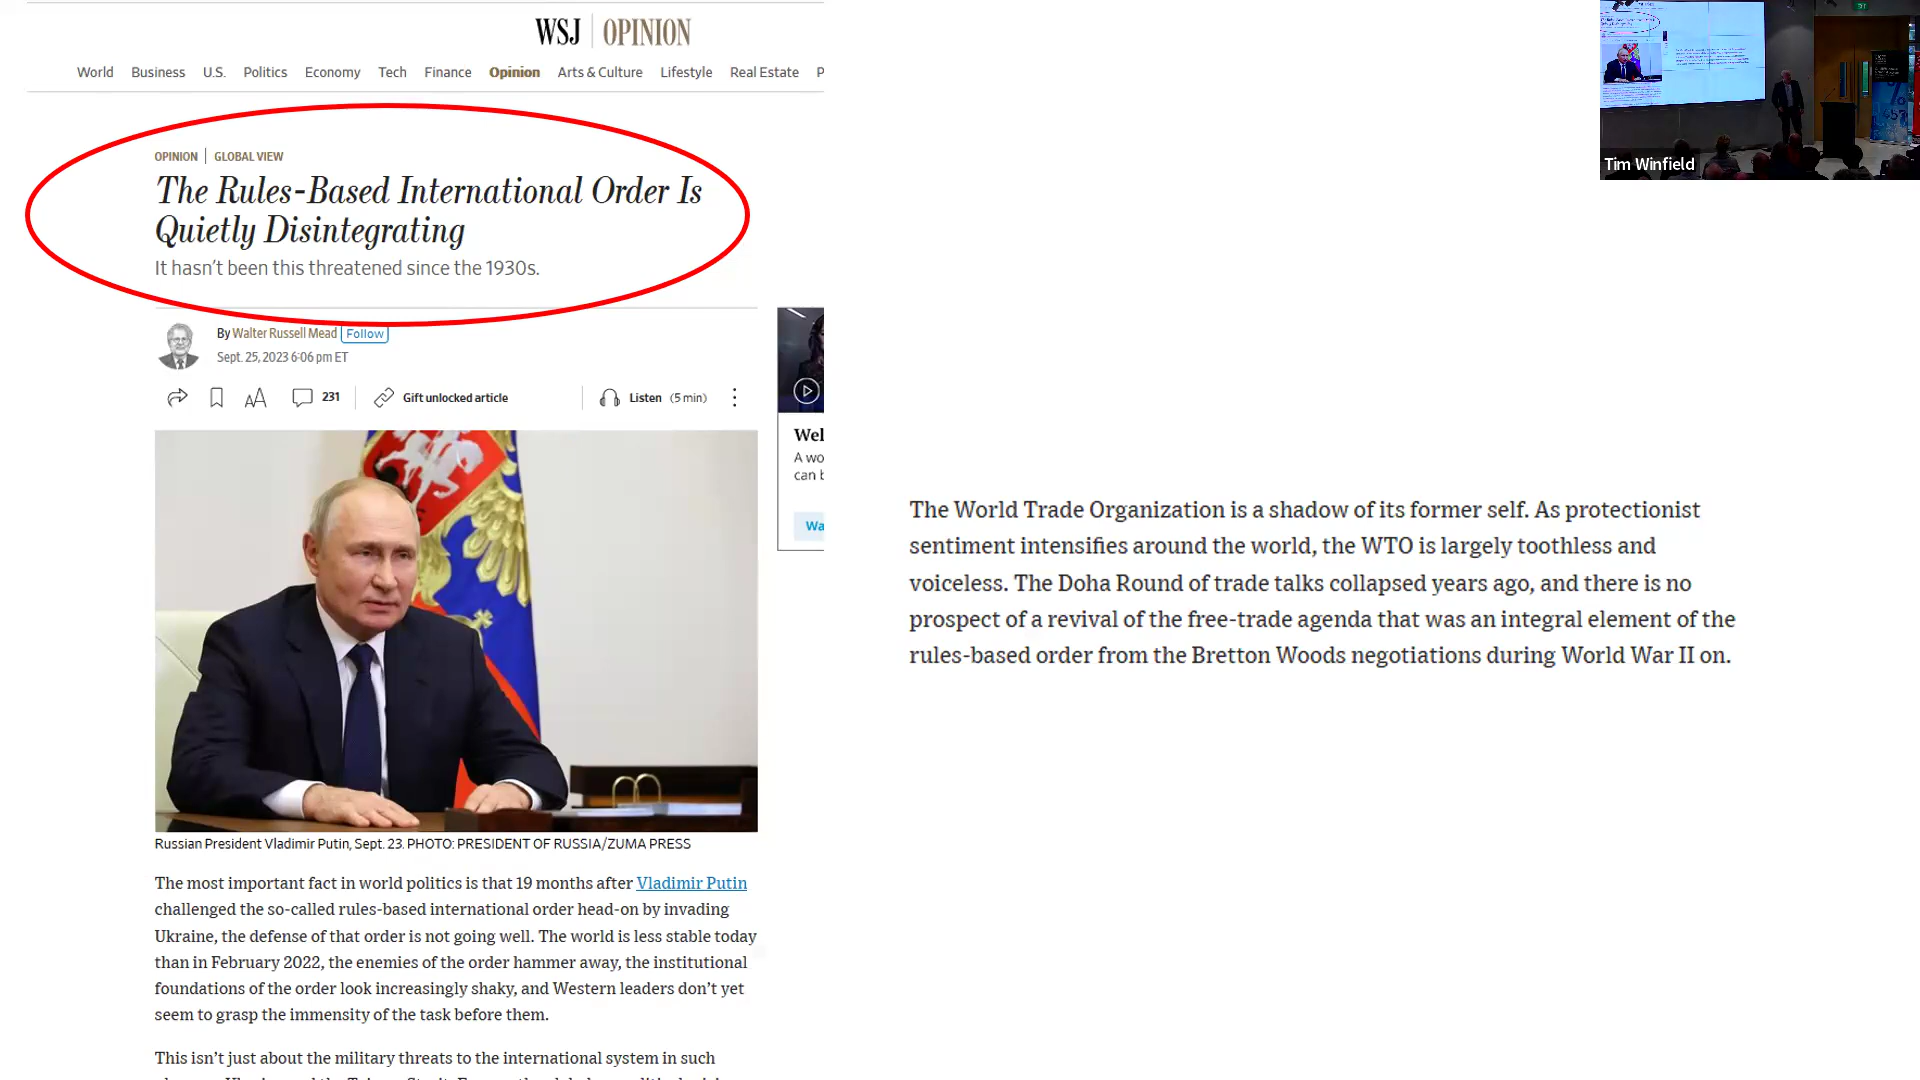 WSJ OPINION
World Business U.S. Politics Economy Tech Finance Opinion Arts & Culture Lifestyle Real Estate P
OPINION | GLOBAL VIEW
The Rules-Based International Order Is
Quietly Disintegrating
It hasn't been this threatened since the 1930s.
By Walter Russell Mead Follow
Sept. 25, 2023 6:06 pm ET
AA 231 Gift unlocked article Listen (5 min)
Wel
A wo
can b
Wa
Russian President Vladimir Putin, Sept. 23. PHOTO: PRESIDENT OF RUSSIA/ZUMA PRESS
The most important fact in world politics is that 19 months after Vladimir Putin
challenged the so-called rules-based international order head-on by invading
Ukraine, the defense of that order is not going well. The world is less stable today
than in February 2022, the enemies of the order hammer away, the institutional
foundations of the order look increasingly shaky, and Western leaders don't yet
seem to grasp the immensity of the task before them.
This isn't just about the military threats to the international system in such
The World Trade Organization is a shadow of its former self. As protectionist
sentiment intensifies around the world, the WTO is largely toothless and
voiceless. The Doha Round of trade talks collapsed years ago, and there is no
prospect of a revival of the free-trade agenda that was an integral element of the
rules-based order from the Bretton Woods negotiations during World War II on.
Tim Winfield